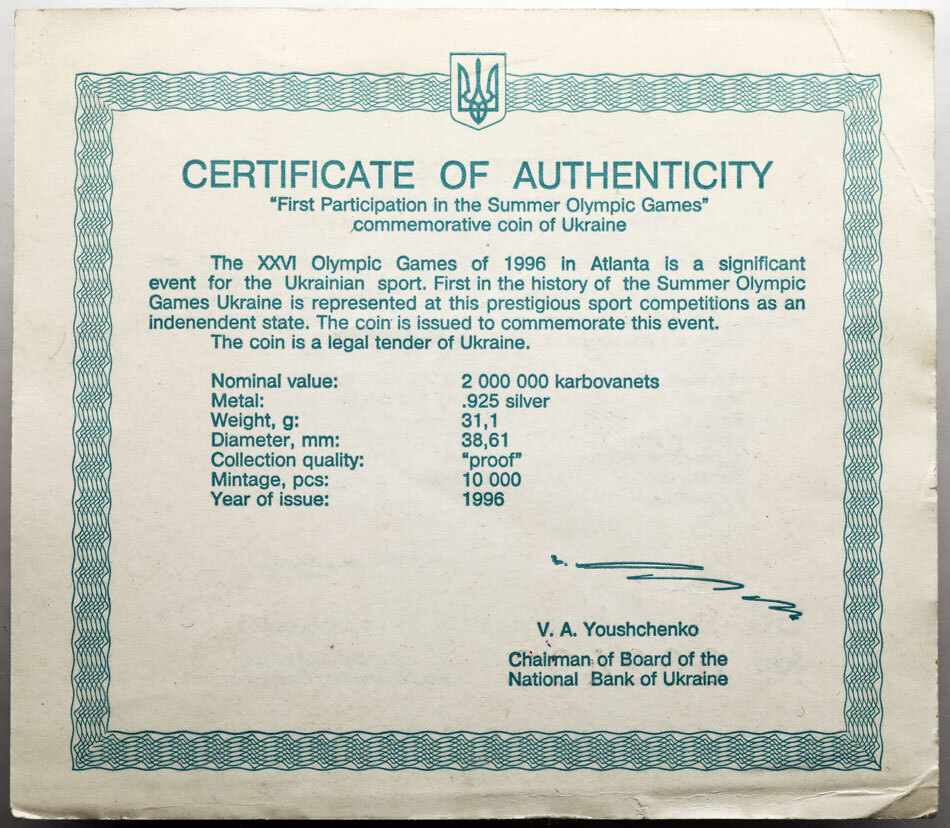 CERTIFICATE OF AUTHENTICITY
"First Participation in the Summer Olympic Games"
commemorative coin of Ukraine
The XXVI Olympic Games of 1996 in Atlanta is a significant
event for the Ukrainian sport. First in the history of the Summer Olympic
Games Ukraine is represented at this prestigious sport competitions as an
indenendent state. The coin is issued to commemorate this event.
The coin is a legal tender of Ukraine.
Nominal value: 2 000 000 karbovanets
Metal: .925 silver
Weight, g: 31,1
Diameter, mm: 38,61
Collection quality: "proof"
Mintage, pcs: 10 000
Year of issue: 1996
V. A. Youshchenko
Chairman of Board of the
National Bank of Ukraine